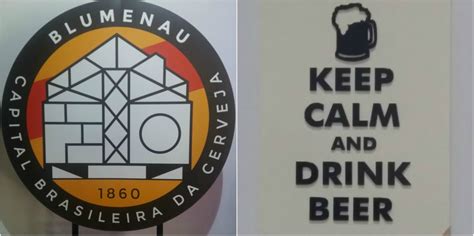 BLUMENAU
CAPITAL BRASILEIRA DA CERVEJA
1860
KEEP
CALM
AND
DRINK
BEER